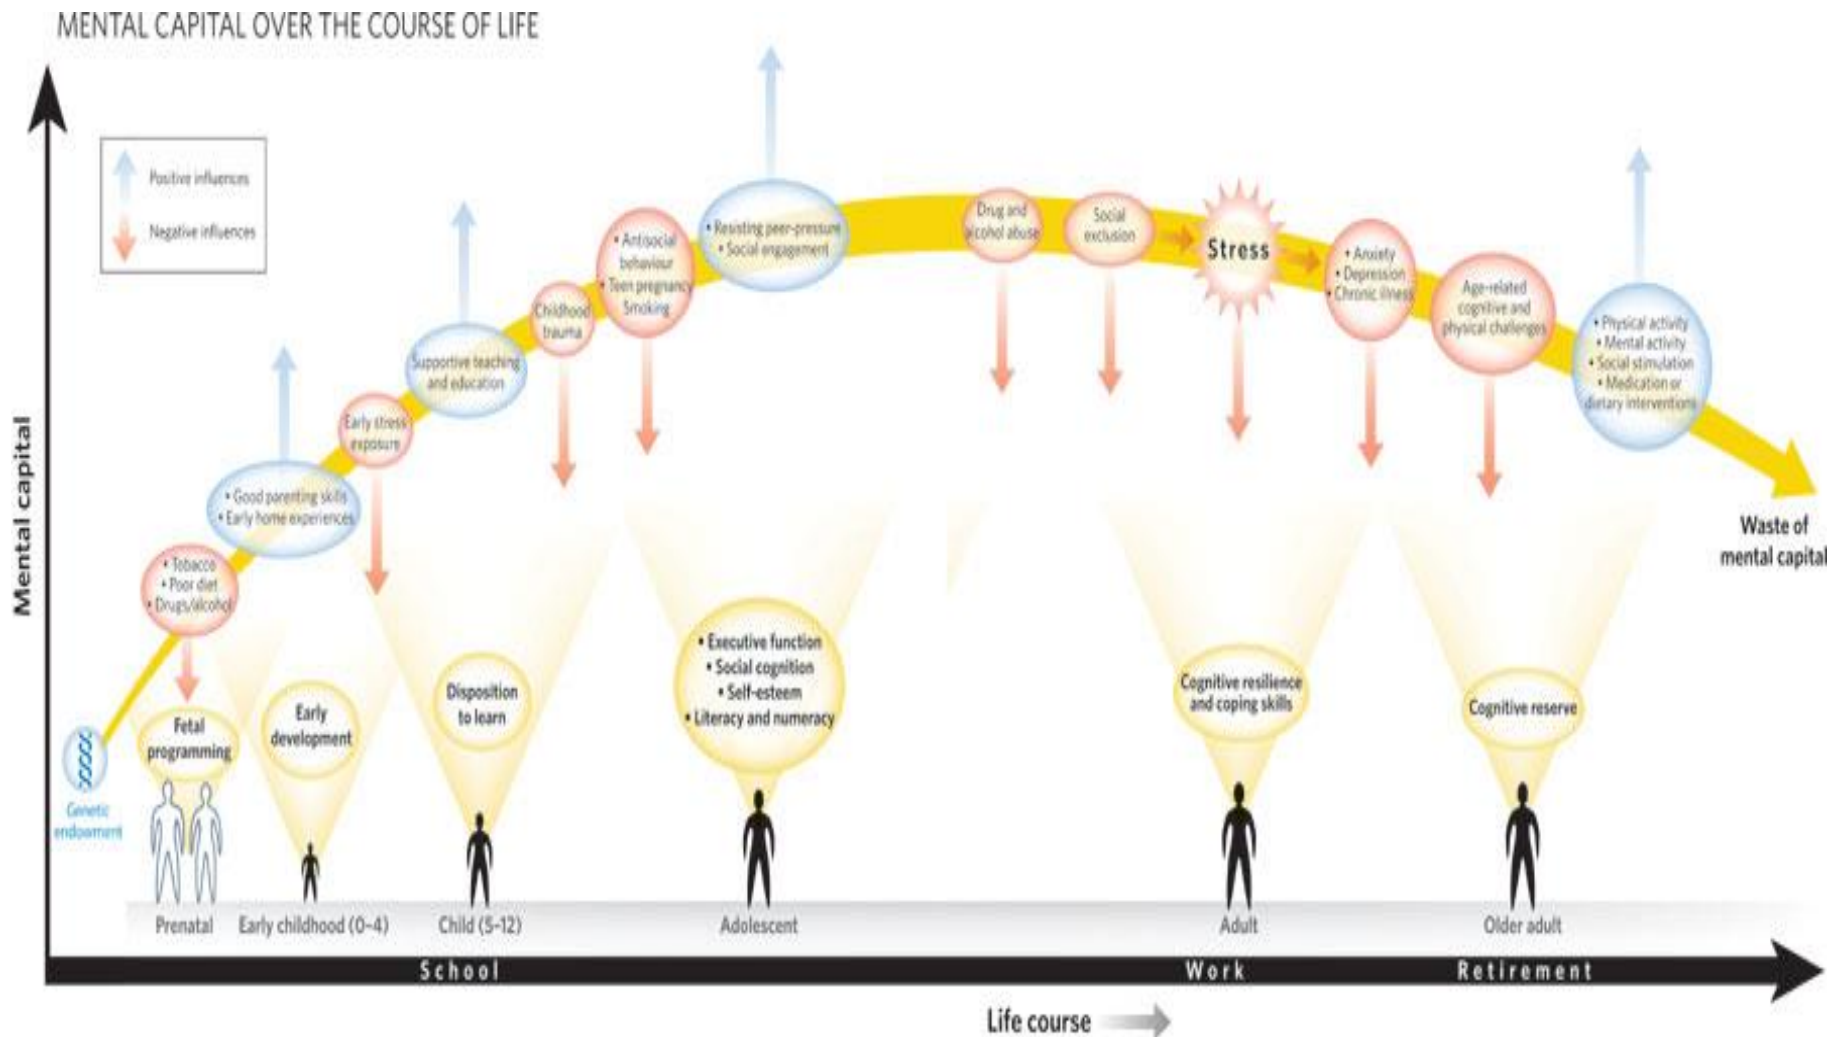 MENTAL CAPITAL OVER THE COURSE OF LIFE
Positive influences
Negative influences
Mental capital
Genetic
endowment
• Tobacco
• Poor diet
• Drugs/alcohol
• Good parenting skills
• Early home experiences
Early stress
exposure
Supportive teaching
and education
Childhood
trauma
• Antisocial
behaviour
• Teen pregnancy
Smoking
• Resisting peer-pressure
• Social engagement
Drug and
alcohol abuse
Social
exclusion
Stress
• Anxiety
• Depression
• Chronic illness
Age-related
cognitive and
physical challenges
• Physical activity
• Mental activity
• Social stimulation
• Medication or
dietary interventions
Waste of
mental capital
Fetal
programming
Early
development
Disposition
to learn
• Executive function
• Social cognition
• Self-esteem
• Literacy and numeracy
Cognitive resilience
and coping skills
Cognitive reserve
Prenatal
Early childhood (0–4)
Child (5–12)
Adolescent
Adult
Older adult
School
Work
Retirement
Life course